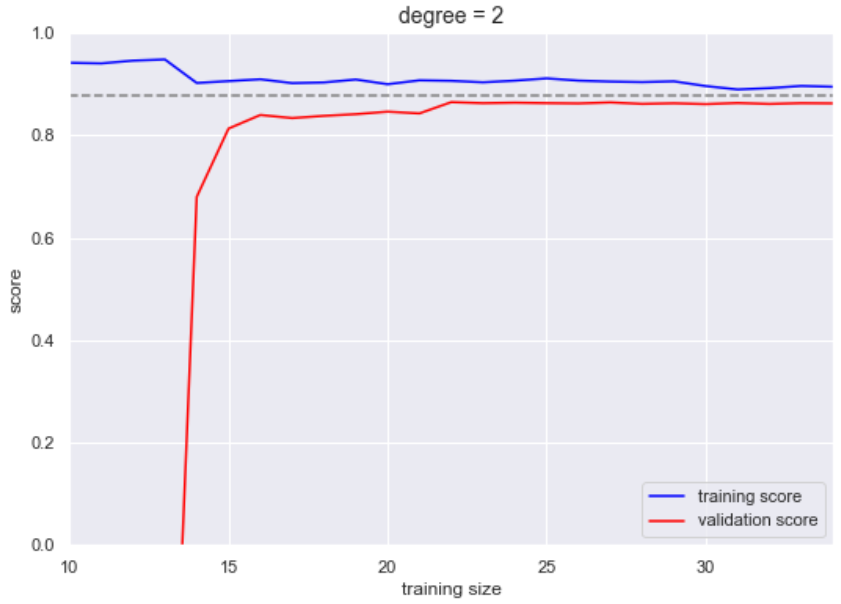 degree = 2
1.0
0.8
0.6
0.4
0.2
0.0
score
10 15 20 25 30
training size
training score
validation score